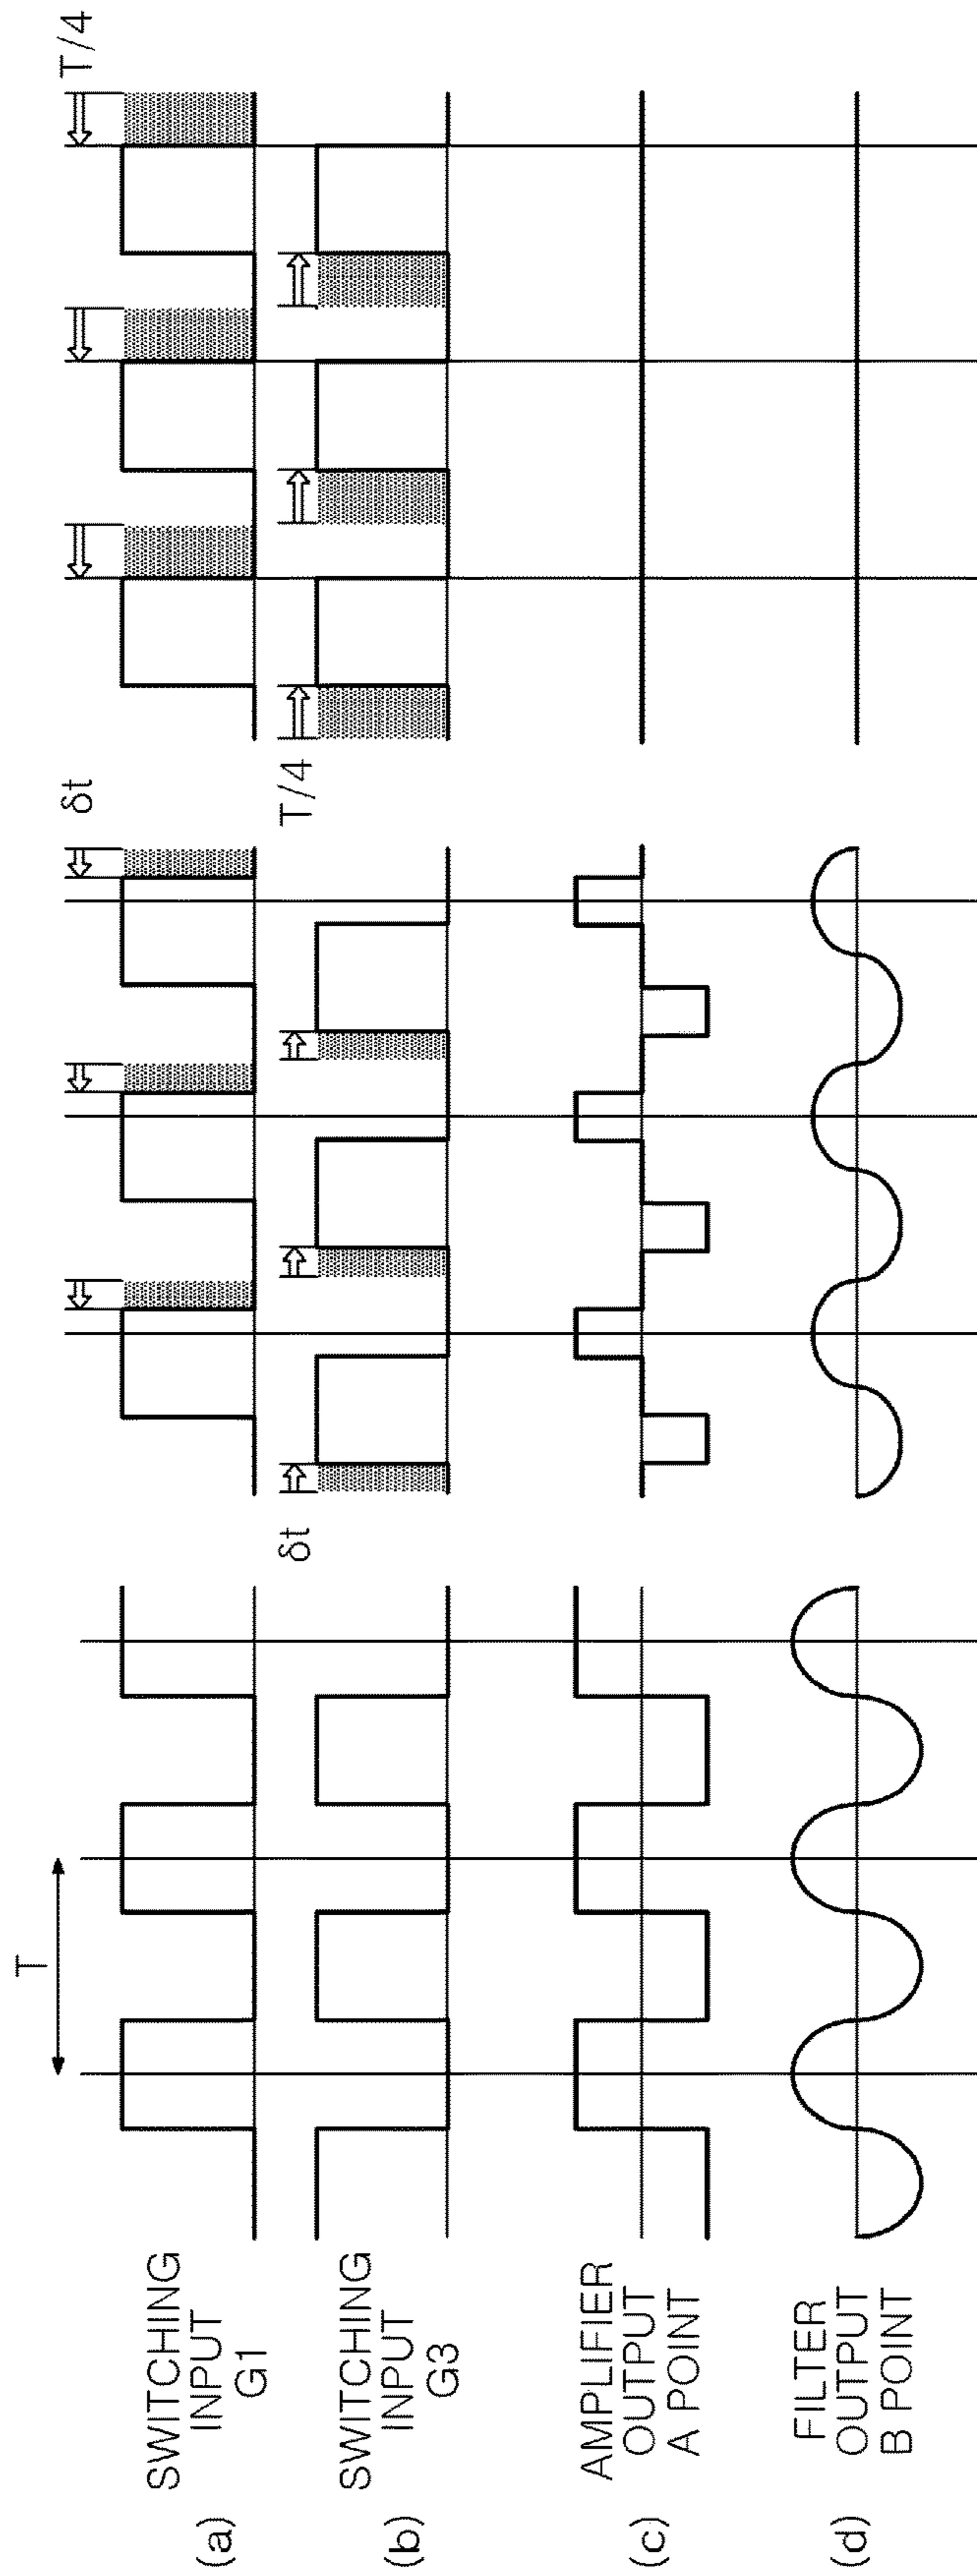 T
δt
T/4
(a)
SWITCHING
INPUT
G1
δt
T/4
(b)
SWITCHING
INPUT
G3
(c)
AMPLIFIER
OUTPUT
A POINT
(d)
FILTER
OUTPUT
B POINT